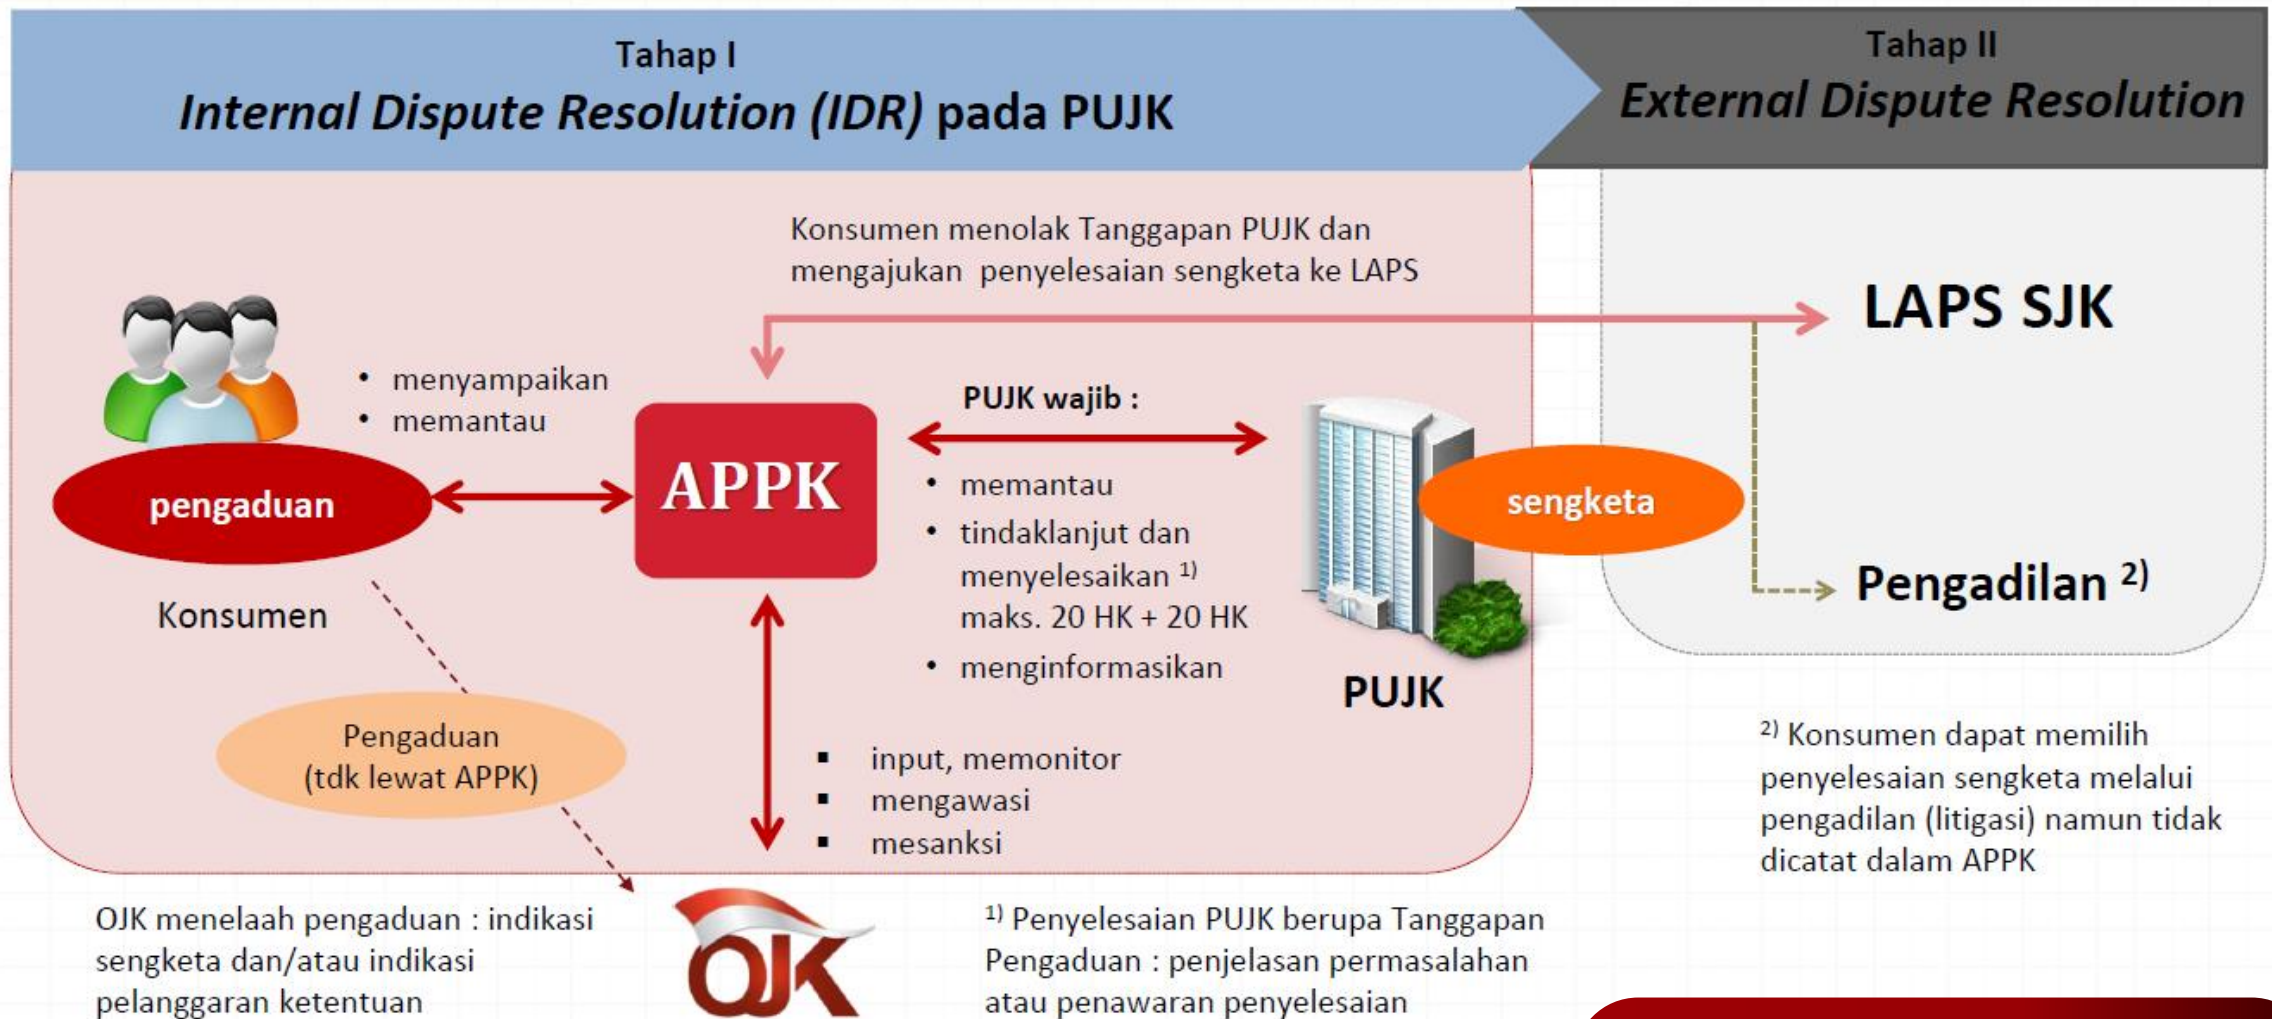 Tahap I
Internal Dispute Resolution (IDR) pada PUJK
Tahap II
External Dispute Resolution
Konsumen menolak Tanggapan PUJK dan
mengajukan penyelesaian sengketa ke LAPS
LAPS SJK
• menyampaikan
• memantau
pengaduan
Konsumen
APPK
PUJK wajib :
• memantau
• tindaklanjut dan
menyelesaikan 1)
maks. 20 HK + 20 HK
• menginformasikan
PUJK
sengketa
Pengadilan 2)
Pengaduan
(tdk lewat APPK)
▪ input, memonitor
▪ mengawasi
▪ mesanksi
2) Konsumen dapat memilih
penyelesaian sengketa melalui
pengadilan (litigasi) namun tidak
dicatat dalam APPK
OJK menelaah pengaduan : indikasi
sengketa dan/atau indikasi
pelanggaran ketentuan
OJK
1) Penyelesaian PUJK berupa Tanggapan
Pengaduan : penjelasan permasalahan
atau penawaran penyelesaian